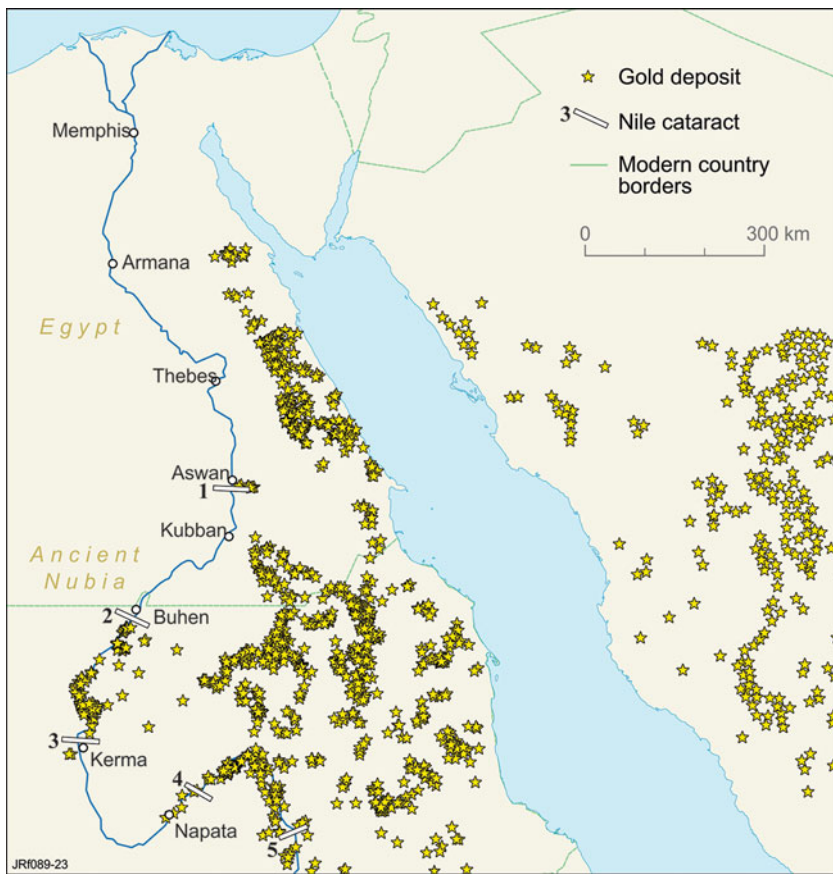 Gold deposit
3 Nile cataract
Modern country
borders
0 300 km
Memphis
Armana
Egypt
Thebes
Aswan
1
Kubban
Ancient
Nubia
2
Buhen
3
Kerma
4
Napata
5
JRf089-23